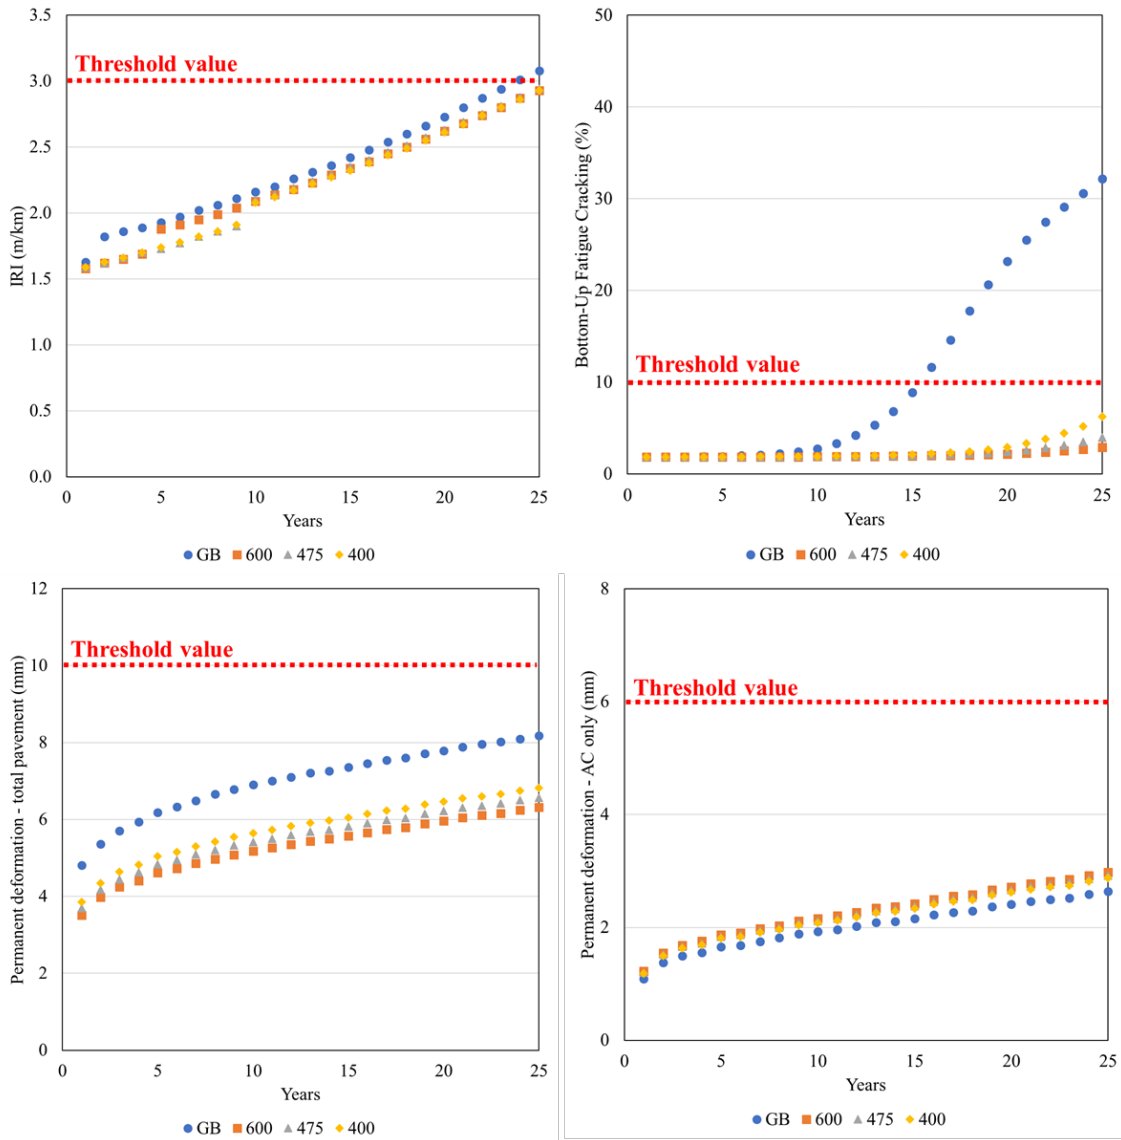 3.5
3.0
2.5
2.0
1.5
1.0
0.5
0.0
IRI (m/km)
Threshold value
0 5 10 15 20 25
Years
GB 600 475 400
50
40
30
20
10
0
Bottom-Up Fatigue Cracking (%)
Threshold value
0 5 10 15 20 25
Years
GB 600 475 400
12
10
8
6
4
2
0
Permanent deformation - total pavement (mm)
Threshold value
0 5 10 15 20 25
Years
GB 600 475 400
8
6
4
2
0
Permanent deformation - AC only (mm)
Threshold value
0 5 10 15 20 25
Years
GB 600 475 400